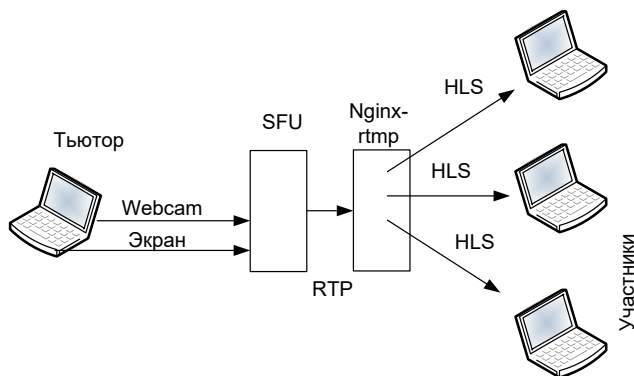 Тьютор
Webcam
Экран
SFU
RTP
Nginx-
rtmp
HLS
HLS
HLS
Участники